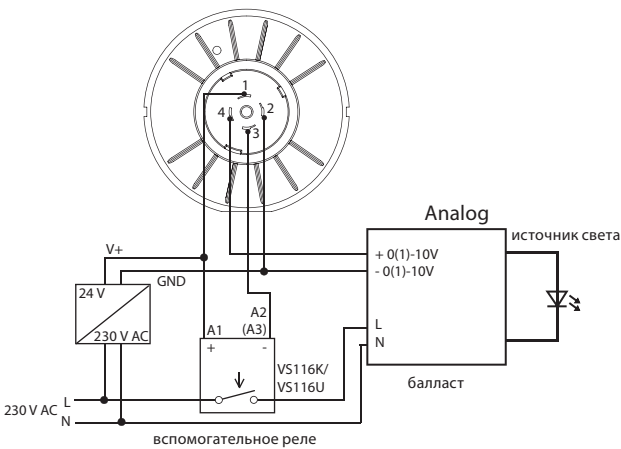 1
4
2
3
Analog
источник света
V+
+ 0(1)-10V
- 0(1)-10V
GND
24 V
A2
A1
(A3)
230 V AC
+
-
L
N
VS116K/
VS116U
балласт
230 V AC
L
N
вспомогательное реле